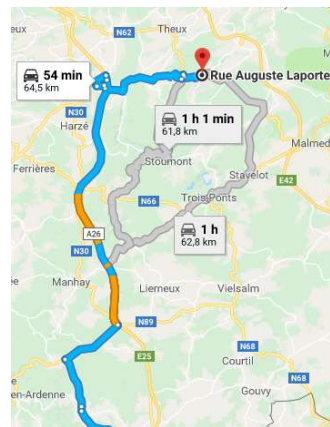 eux
N62
Theux
54 min
64,5 km
Rue Auguste Laporte
N30
Harzé
Ferrières
1 h 1 min
61,8 km
Stoumont
Malmed
Stavelot
E42
N66
Trois-Ponts
A26
1 h
62,8 km
N30
Manhay
Lierneux
Vielsalm
N89
E25
N68
Courtil
en-Ardenne
N68
Gouvy